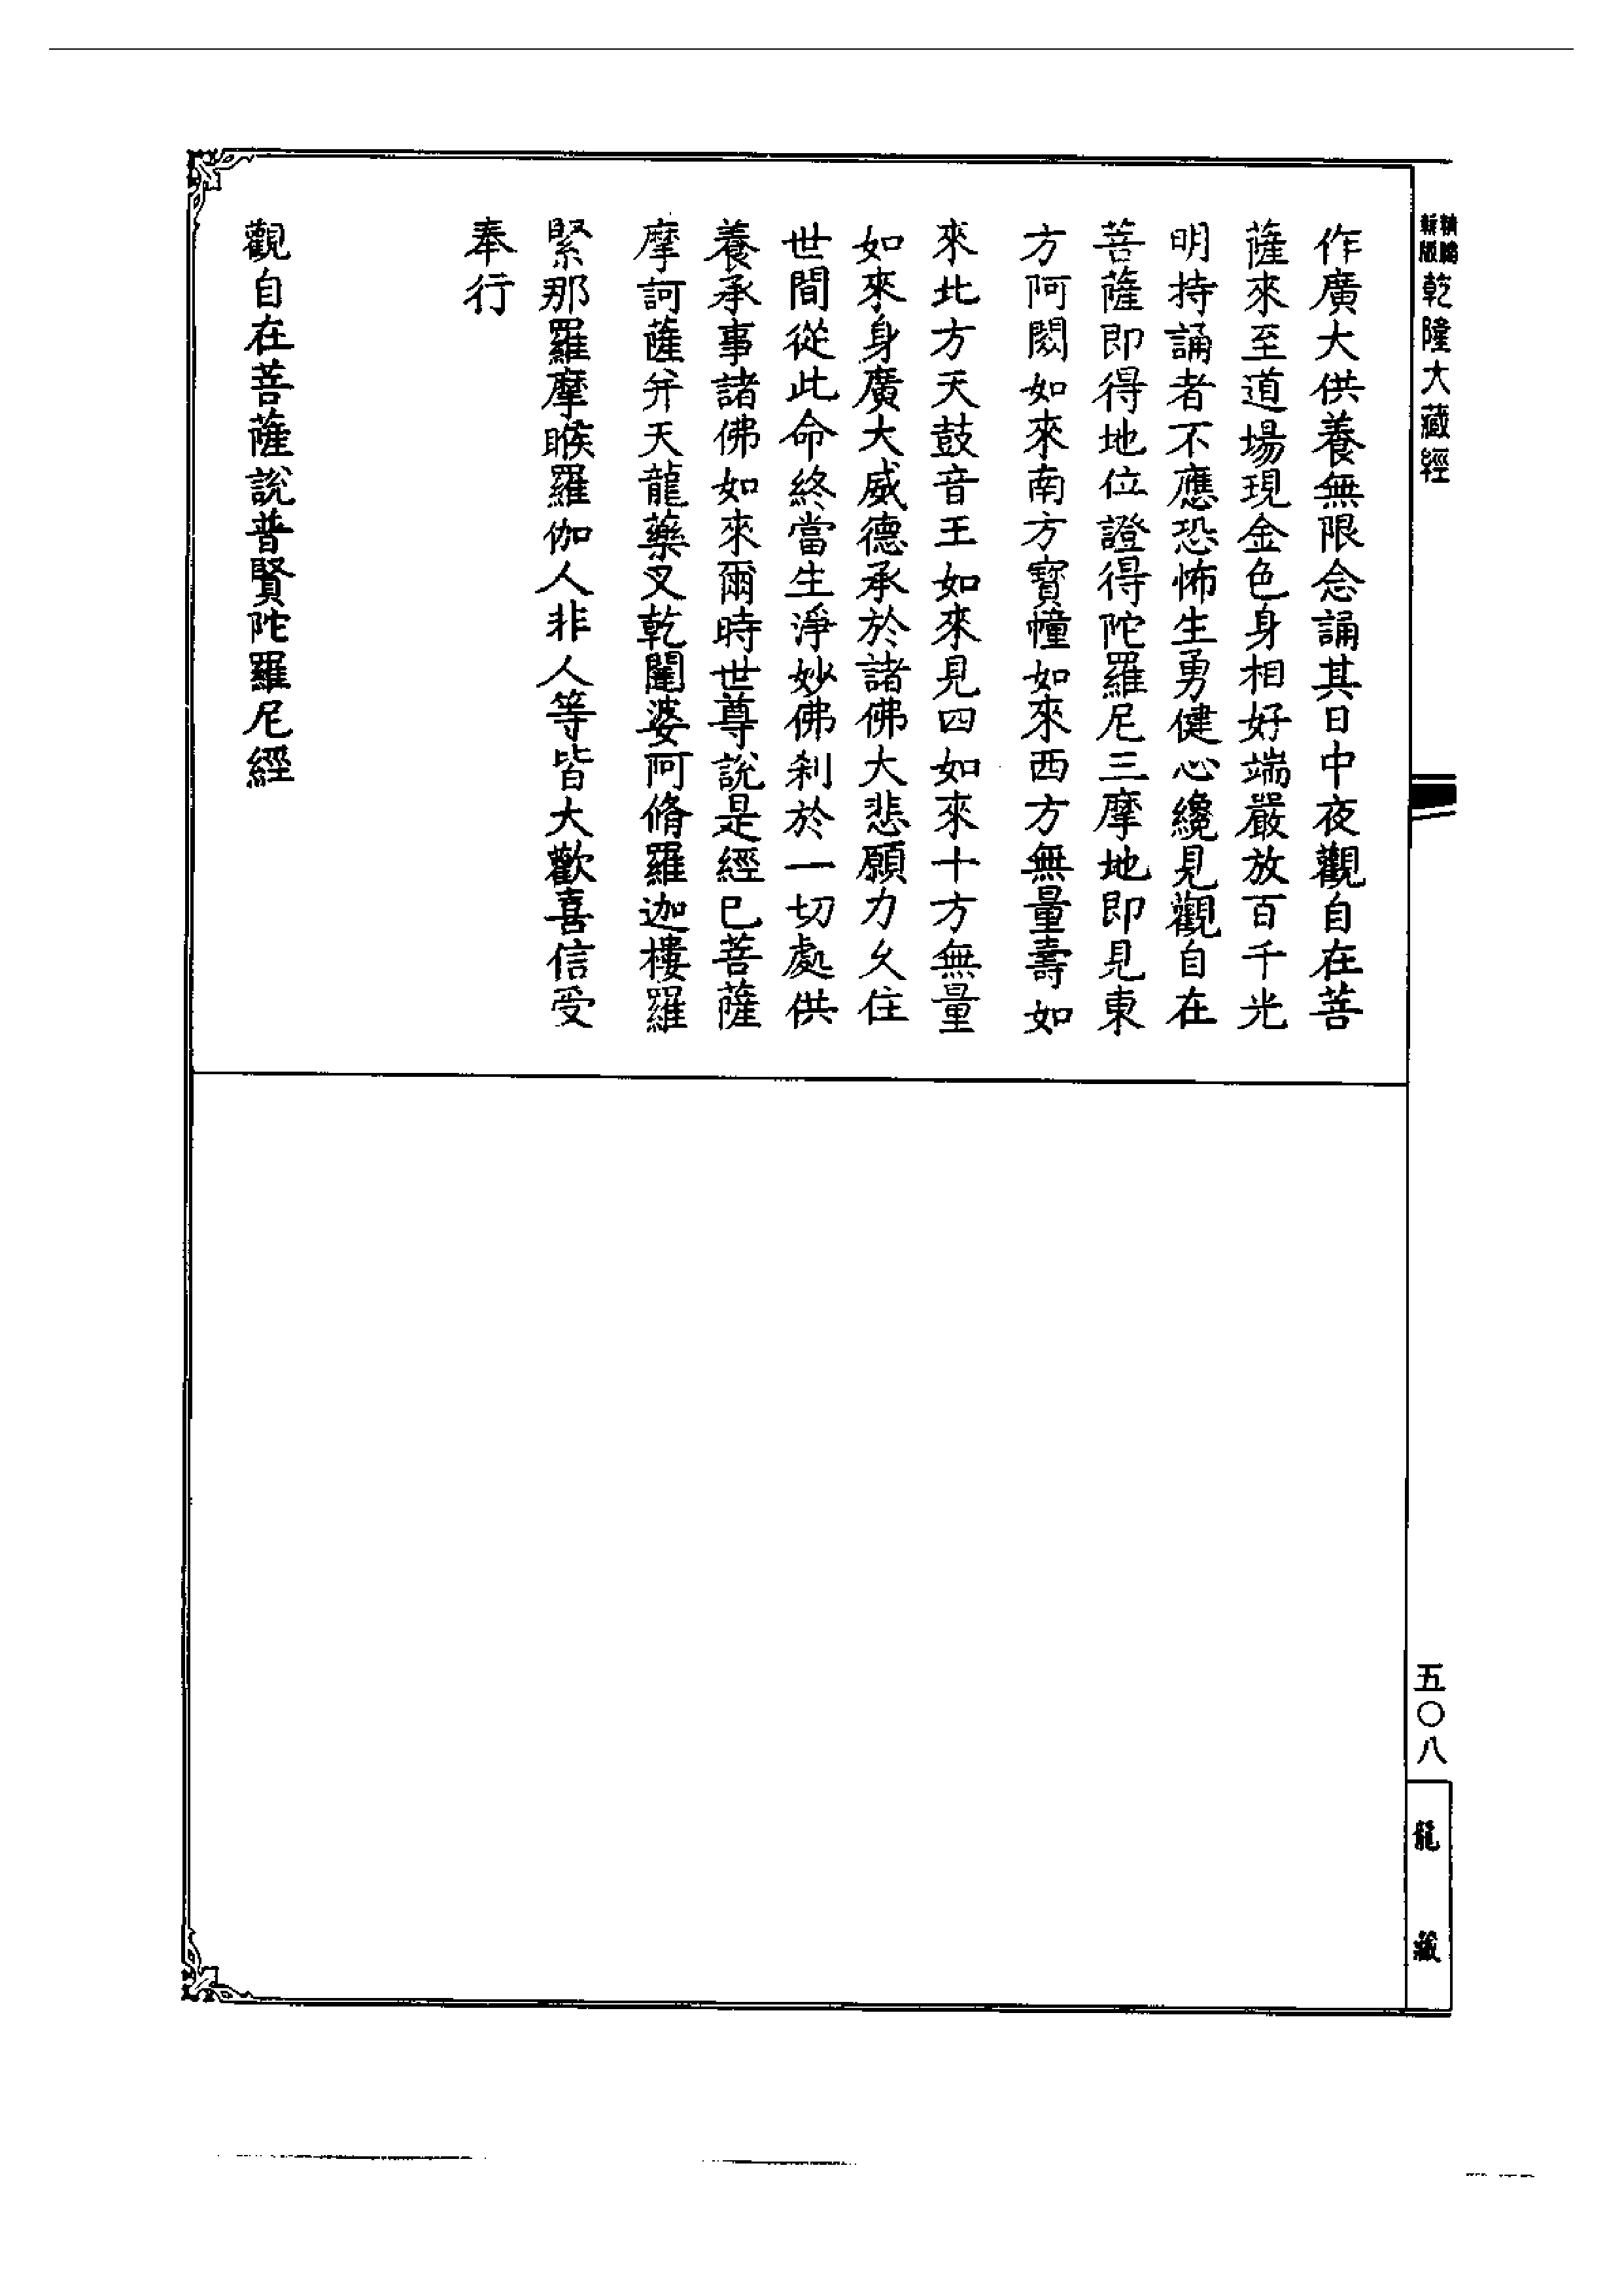 新版
乾隆大藏經
作廣大供養無限念誦其日中夜觀自在菩
薩來至道場現金色身相好端嚴放百千光
明持誦者不應恐怖生勇健心纔見觀自在
菩薩即得地位證得陀羅尼三摩地即見東
方阿閦如來南方寶幢如來西方無量壽如
來北方天鼓音王如來見四如來十方無量
如來身廣大威德承於諸佛大悲願力久住
世間從此命終當生淨妙佛刹於一切處供
養承事諸佛如來爾時世尊說是經已菩薩
摩訶薩并天龍藥叉乾闥婆阿脩羅迦樓羅
緊那羅摩睺羅伽人非人等皆大歡喜信受
奉行
觀自在菩薩說普賢陀羅尼經
五〇八
龍藏